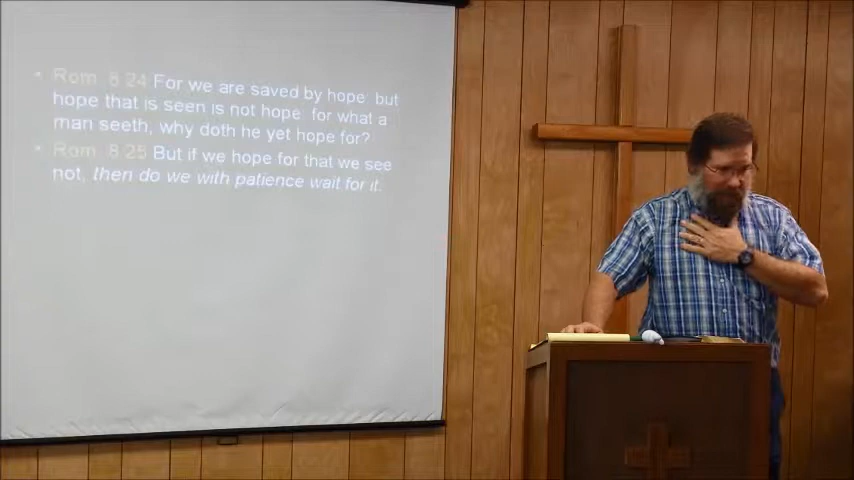 • Rom 8:24 For we are saved by hope: but
hope that is seen is not hope: for what a
man seeth, why doth he yet hope for?
• Rom 8:25 But if we hope for that we see
not, then do we with patience wait for it.